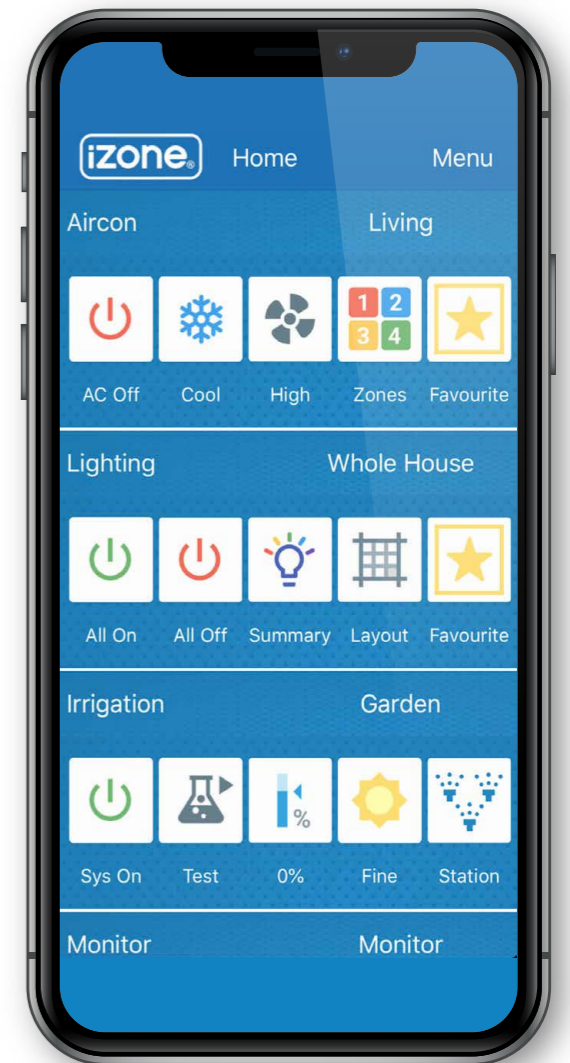 izone® Home Menu
Aircon Living
1 2
3 4
AC Off Cool High Zones Favourite
Lighting Whole House
All On All Off Summary Layout Favourite
Irrigation Garden
%
Sys On Test 0% Fine Station
Monitor Monitor